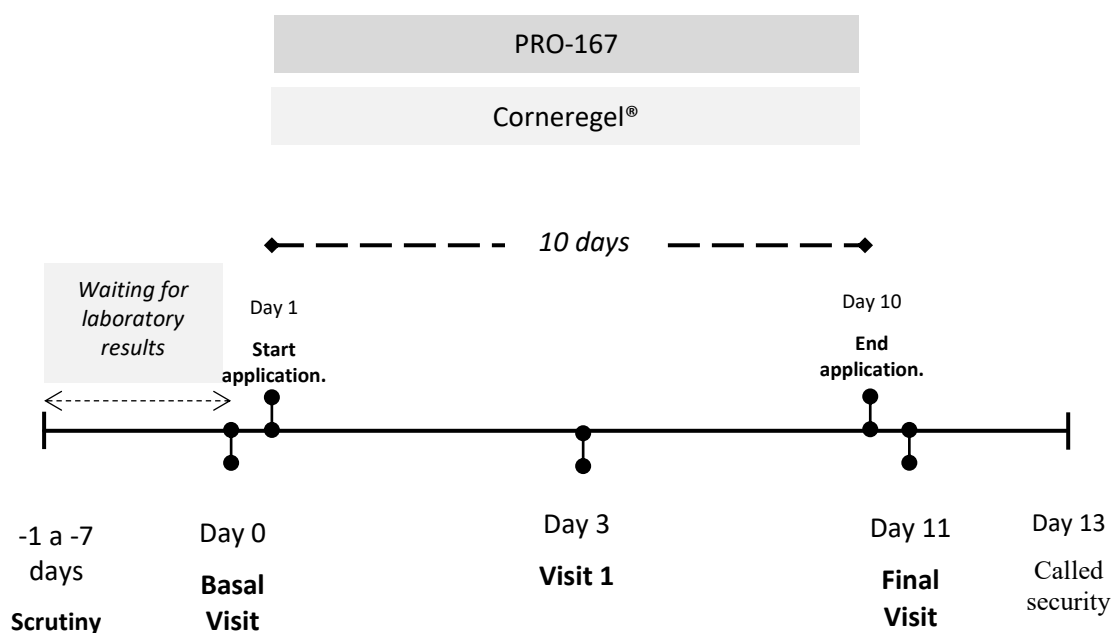 PRO-167
Corneregel®
10 days
Waiting for
laboratory
results
Day 1
Start
application.
Day 10
End
application.
-1 a -7
days
Scrutiny
Day 0
Basal
Visit
Day 3
Visit 1
Day 11
Final
Visit
Day 13
Called
security